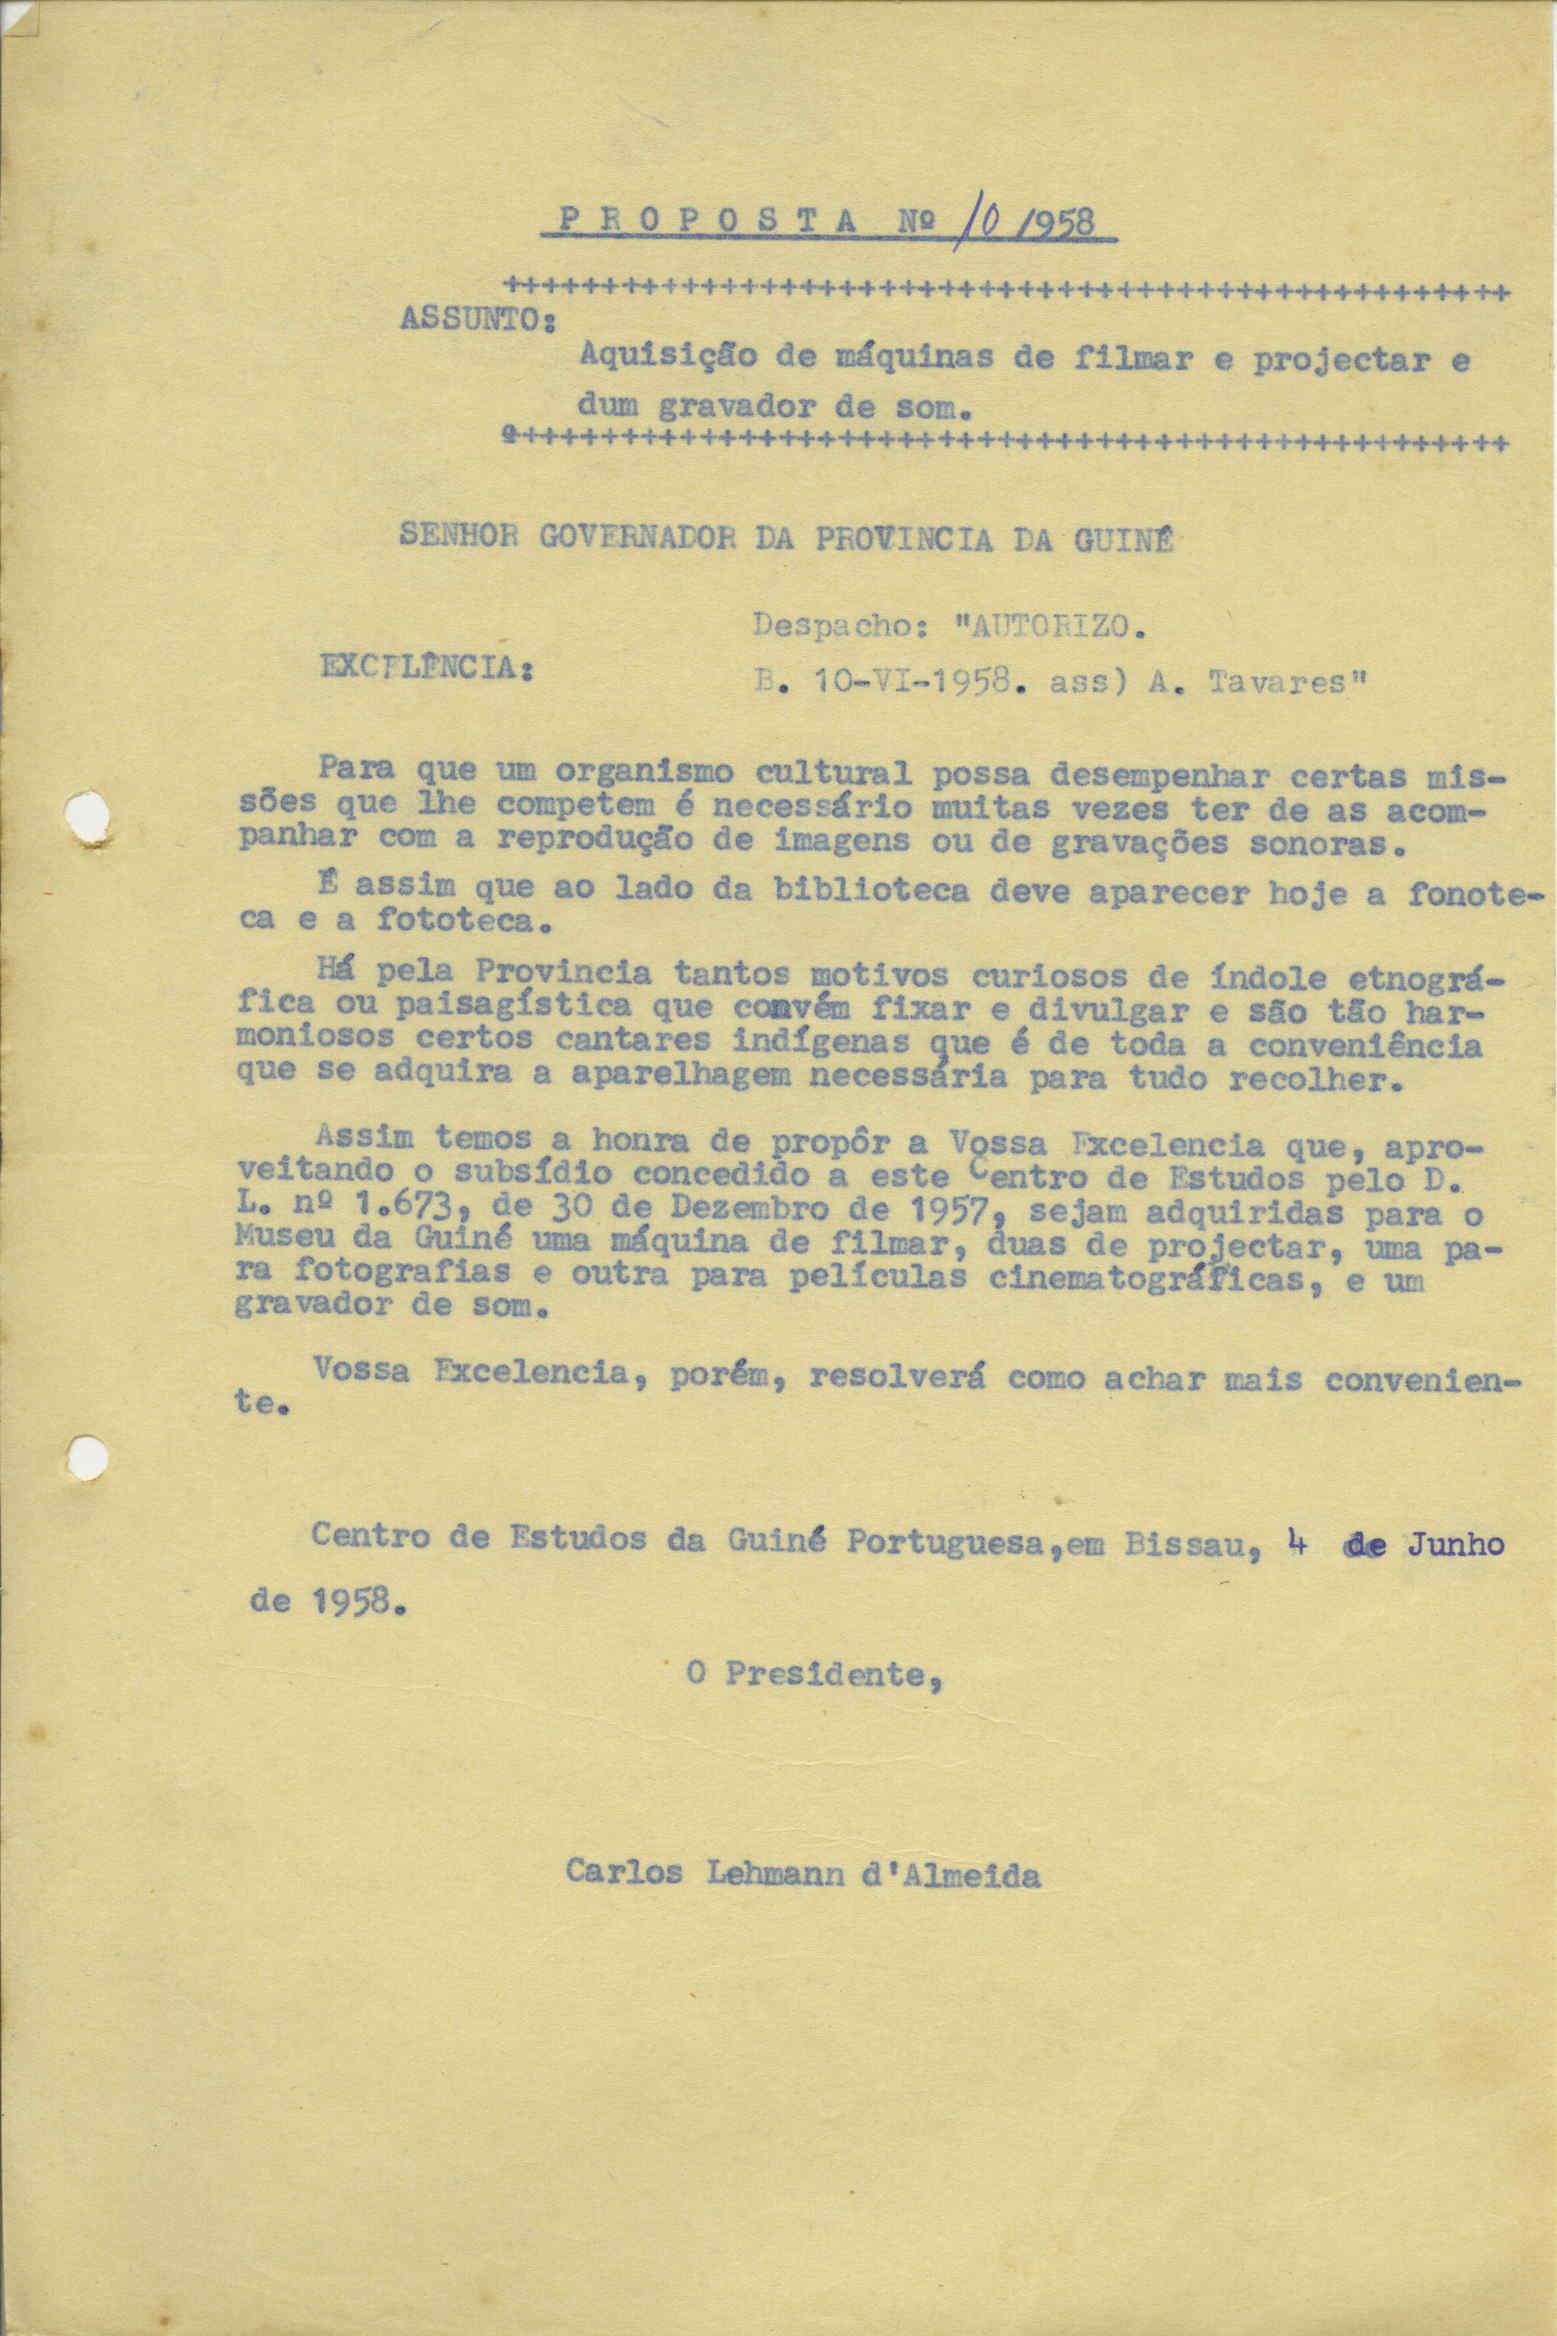 PROPOSTA Nº 10/1958
+++++++++++++++++++++++++++++++++++++++++++++++++++
ASSUNTO:
Aquisição de máquinas de filmar e projectar e
dum gravador de som.
º++++++++++++++++++++++++++++++++++++++++++++++++++
SENHOR GOVERNADOR DA PROVINCIA DA GUINÉ
Despacho: "AUTORIZO.
EXCELÊNCIA:
B. 10-VI-1958. ass) A. Tavares"
Para que um organismo cultural possa desempenhar certas mis-
sões que lhe competem é necessário muitas vezes ter de as acom-
panhar com a reprodução de imagens ou de gravações sonoras.
É assim que ao lado da biblioteca deve aparecer hoje a fonote-
ca e a fototeca.
Há pela Provincia tantos motivos curiosos de índole etnográ-
fica ou paisagística que convém fixar e divulgar e são tão har-
moniosos certos cantares indígenas que é de toda a conveniência
que se adquira a aparelhagem necessária para tudo recolher.
Assim temos a honra de propôr a Vossa Excelencia que, apro-
veitando o subsídio concedido a este Centro de Estudos pelo D.
L. nº 1.673, de 30 de Dezembro de 1957, sejam adquiridas para o
Museu da Guiné uma máquina de filmar, duas de projectar, uma pa-
ra fotografias e outra para películas cinematográficas, e um
gravador de som.
Vossa Excelencia, porém, resolverá como achar mais convenien-
te.
Centro de Estudos da Guiné Portuguesa,em Bissau, 4 de Junho
de 1958.
O Presidente,
Carlos Lehmann d'Almeida